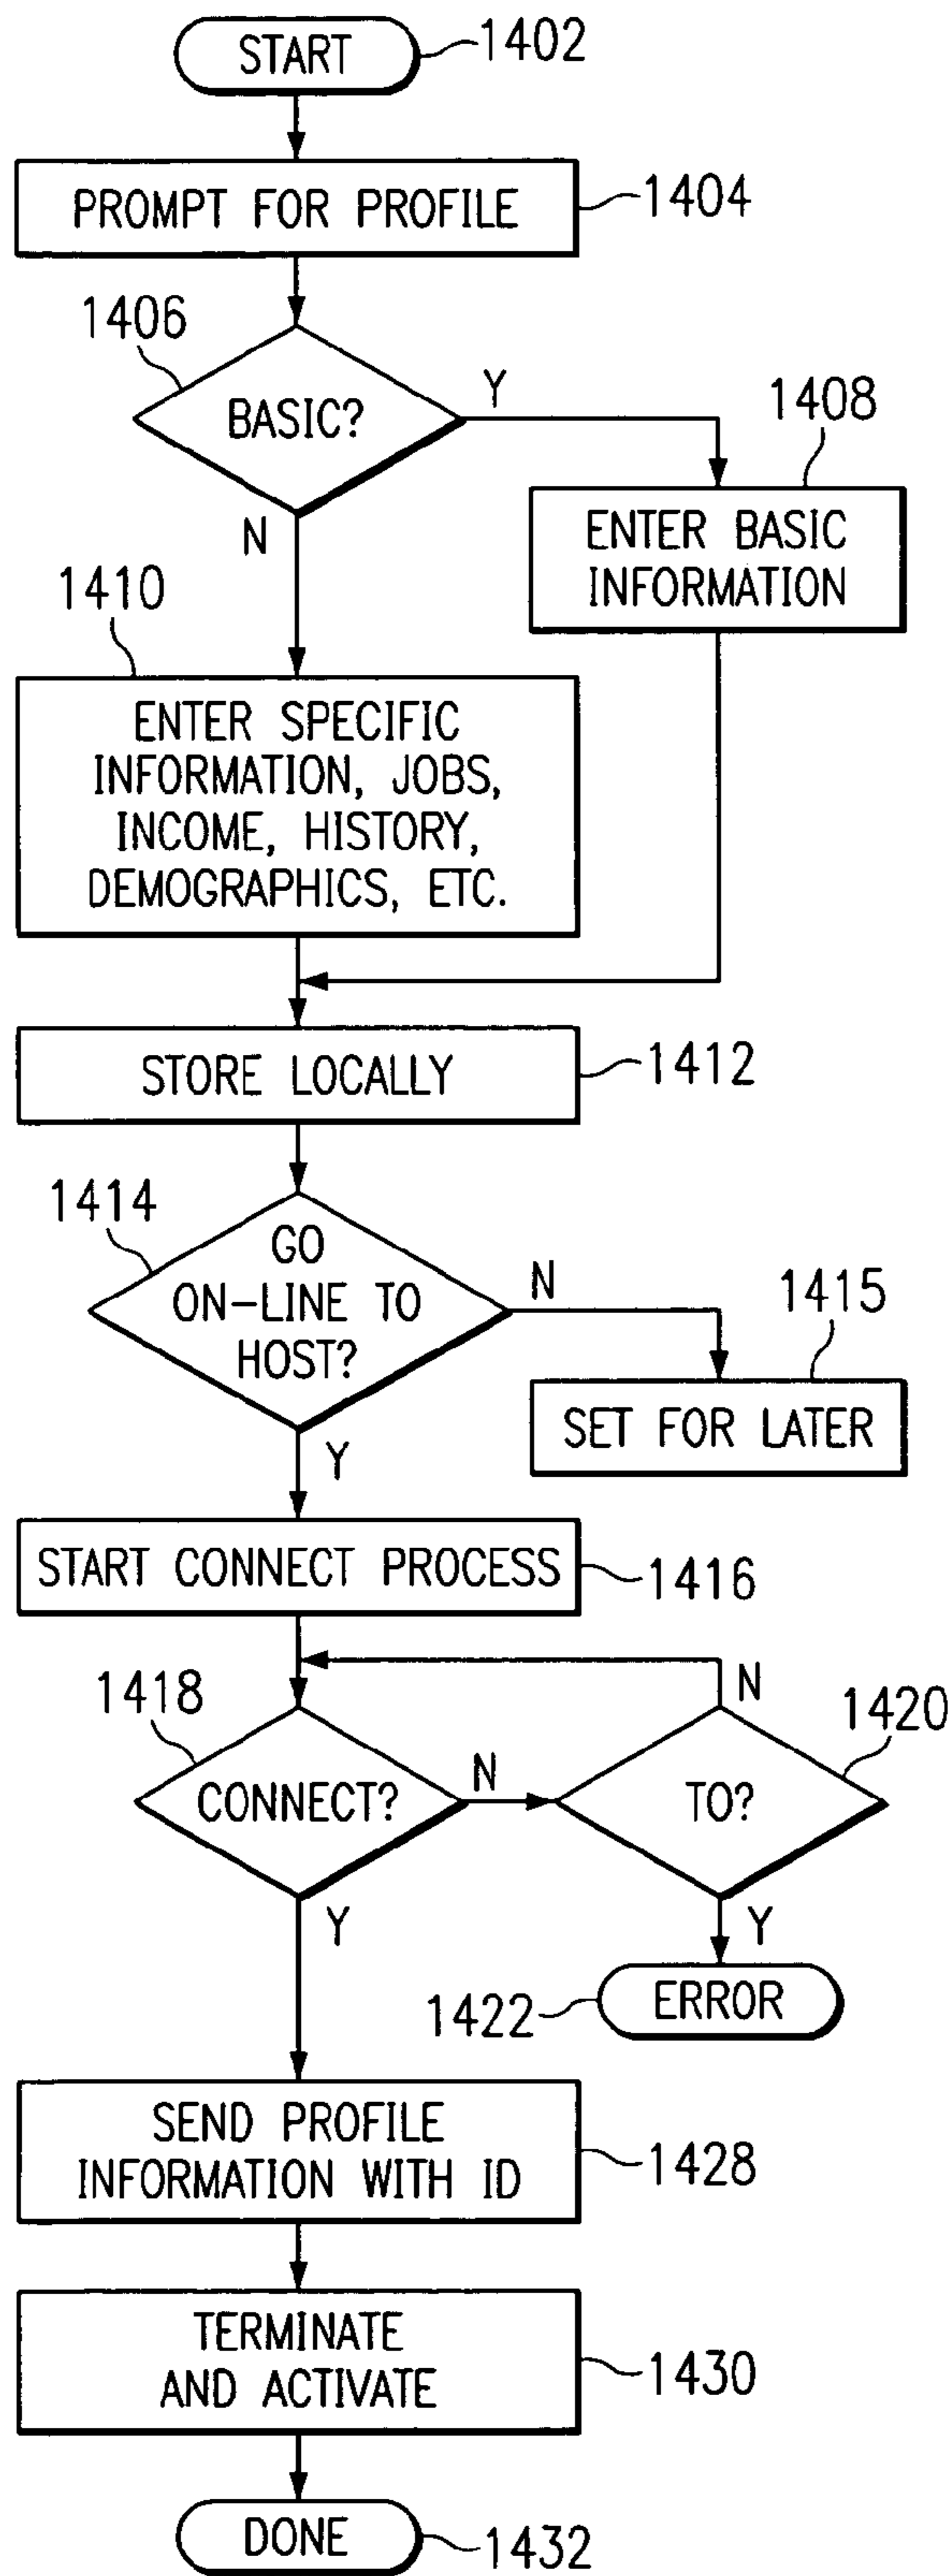 START
1402
PROMPT FOR PROFILE
1404
1406
BASIC?
Y
N
1408
ENTER BASIC
INFORMATION
1410
ENTER SPECIFIC
INFORMATION, JOBS,
INCOME, HISTORY,
DEMOGRAPHICS, ETC.
STORE LOCALLY
1412
1414
GO
ON-LINE TO
HOST?
N
Y
1415
SET FOR LATER
START CONNECT PROCESS
1416
1418
CONNECT?
N
Y
1420
TO?
N
Y
1422
ERROR
SEND PROFILE
INFORMATION WITH ID
1428
TERMINATE
AND ACTIVATE
1430
DONE
1432